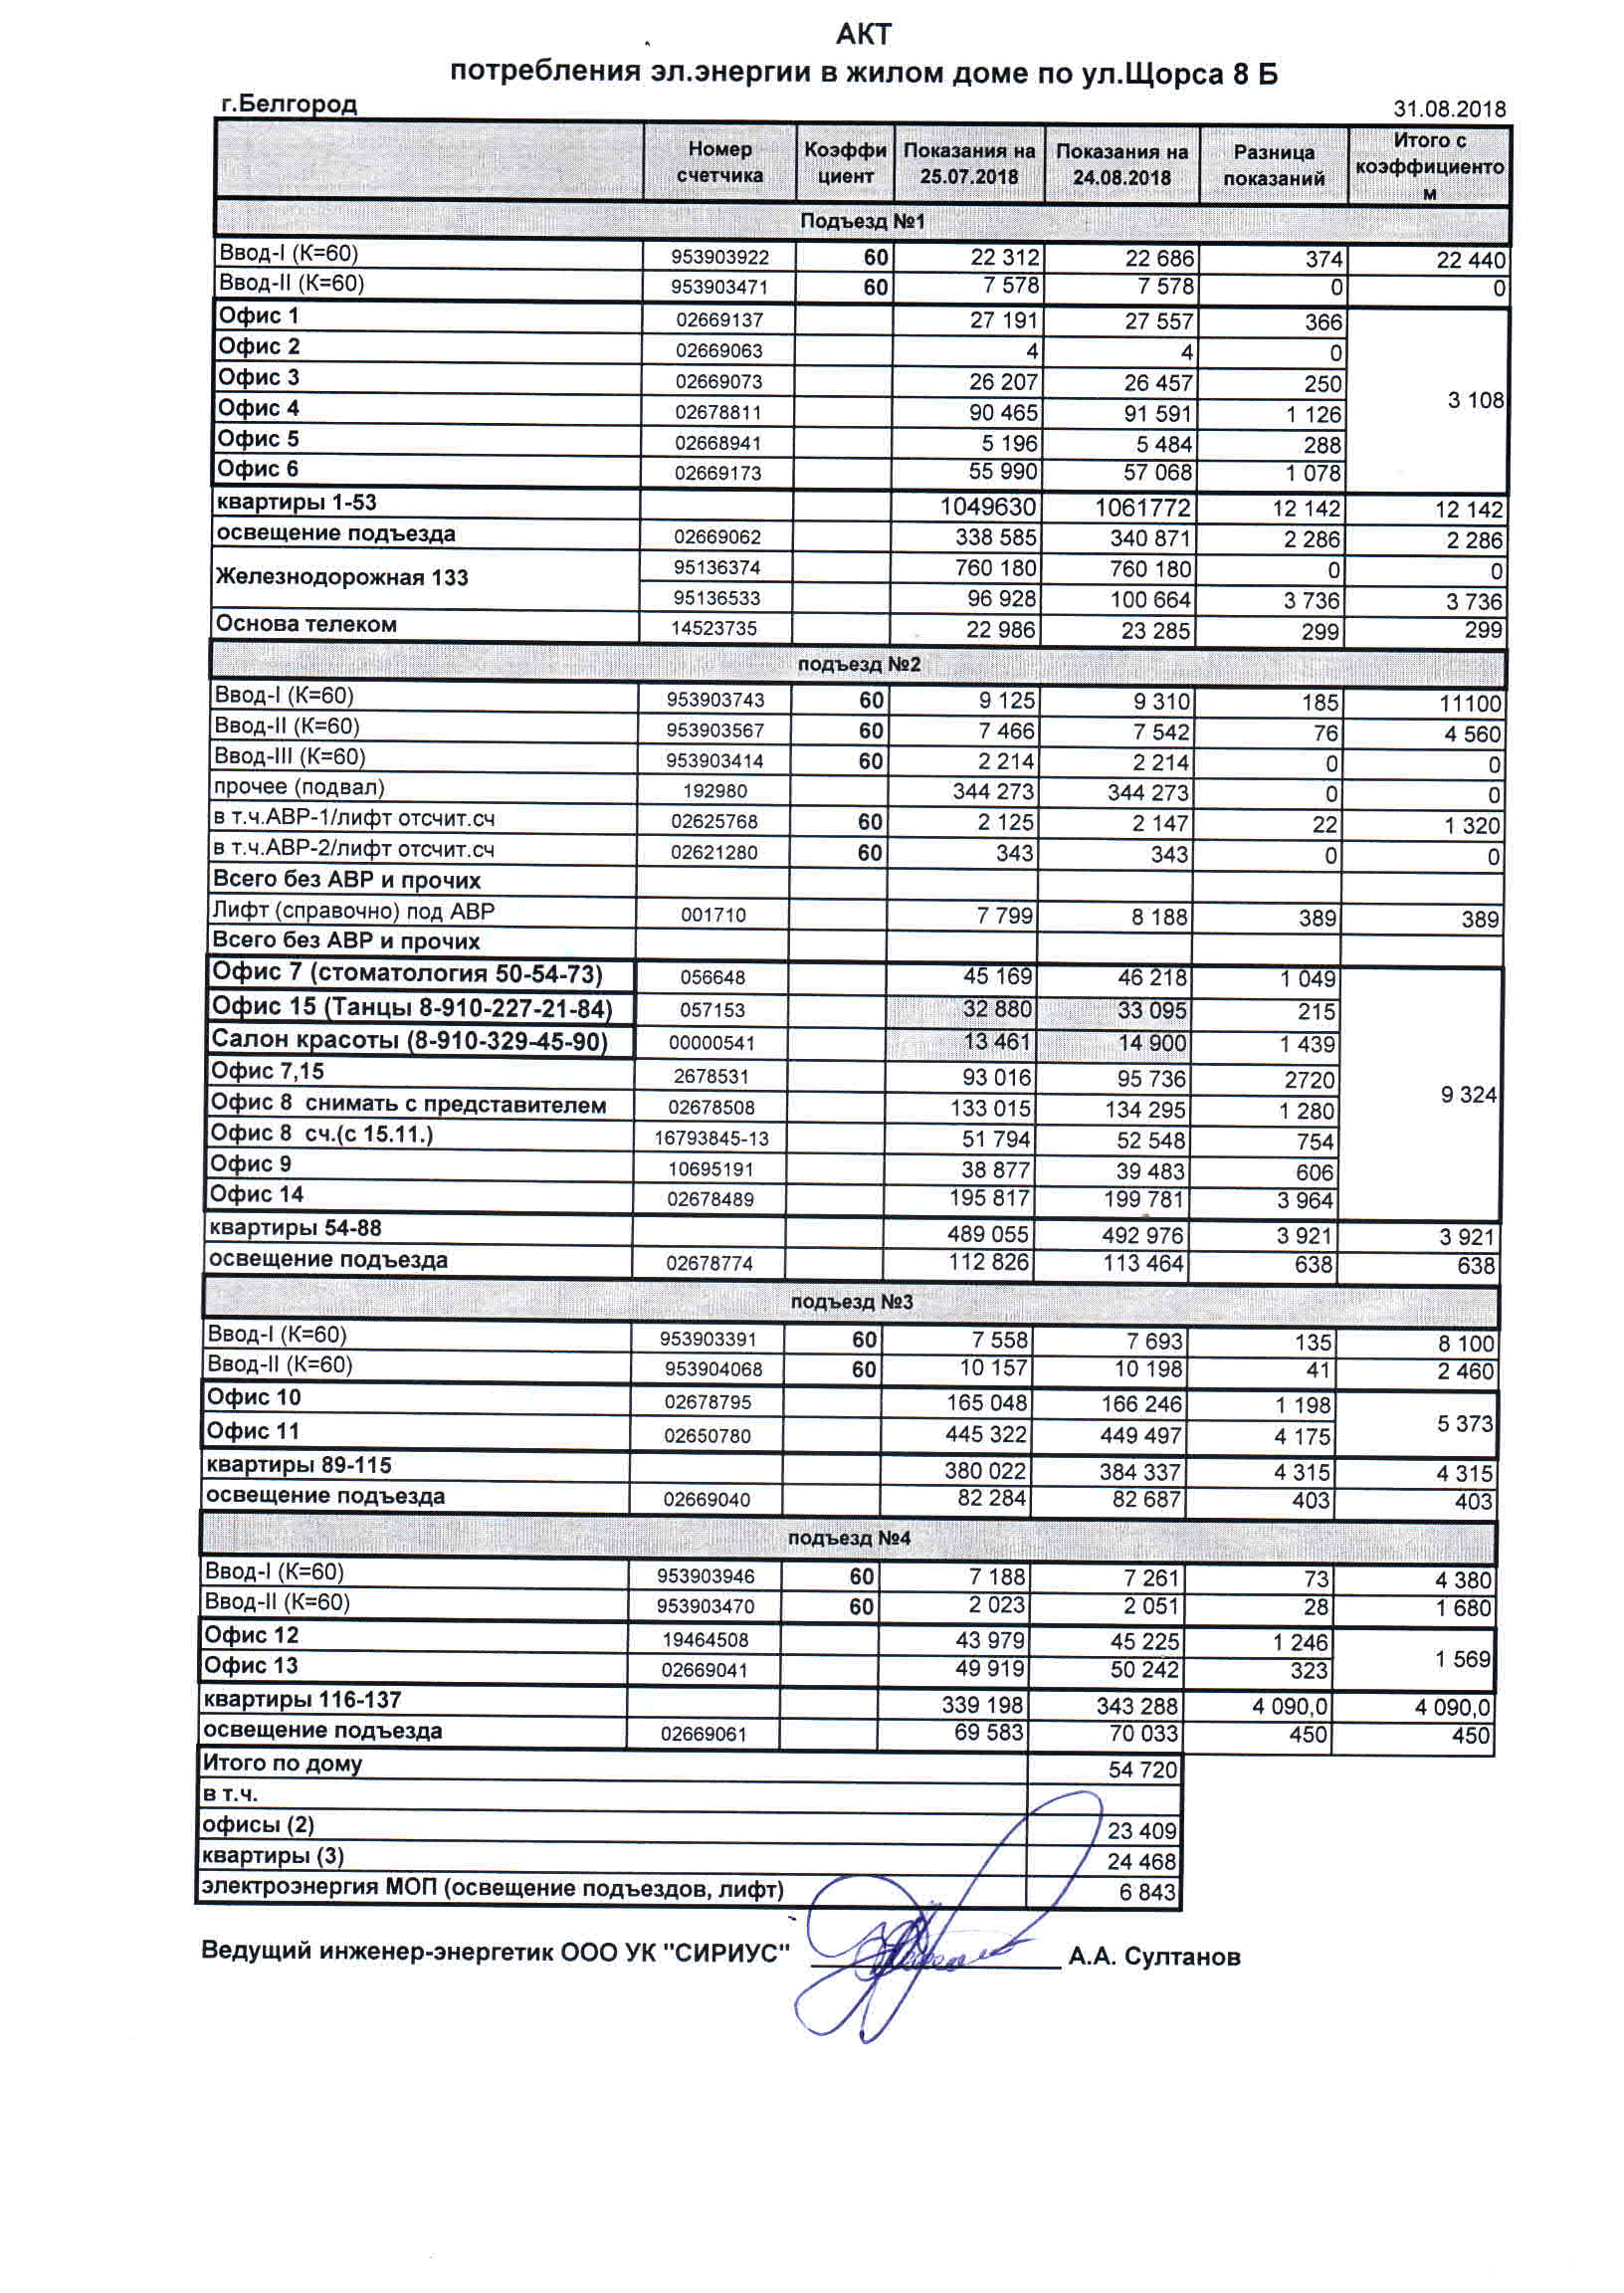 АКТ
потребления эл.энергии в жилом доме по ул.Щорса 8 Б
г.Белгород 31.08.2018
Номер счетчика Коэффи циент Показания на 25.07.2018 Показания на 24.08.2018 Разница показаний Итого с коэффициенто м
Подъезд №1
Ввод-I (К=60) 953903922 60 22 312 22 686 374 22 440
Ввод-II (К=60) 953903471 60 7 578 7 578 0 0
Офис 1 02669137 27 191 27 557 366
Офис 2 02669063 4 4 0
Офис 3 02669073 26 207 26 457 250
3 108
Офис 4 02678811 90 465 91 591 1 126
Офис 5 02668941 5 196 5 484 288
Офис 6 02669173 55 990 57 068 1 078
квартиры 1-53 1049630 1061772 12 142 12 142
освещение подъезда 02669062 338 585 340 871 2 286 2 286
Железнодорожная 133 95136374 760 180 760 180 0 0
95136533 96 928 100 664 3 736 3 736
Основа телеком 14523735 22 986 23 285 299 299
подъезд №2
Ввод-I (К=60) 953903743 60 9 125 9 310 185 11100
Ввод-II (К=60) 953903567 60 7 466 7 542 76 4 560
Ввод-III (К=60) 953903414 60 2 214 2 214 0 0
прочее (подвал) 192980 344 273 344 273 0 0
в т.ч.АВР-1/лифт отсчит.сч 02625768 60 2 125 2 147 22 1 320
в т.ч.АВР-2/лифт отсчит.сч 02621280 60 343 343 0 0
Всего без АВР и прочих
Лифт (справочно) под АВР 001710 7 799 8 188 389 389
Всего без АВР и прочих
Офис 7 (стоматология 50-54-73) 056648 45 169 46 218 1 049
Офис 15 (Танцы 8-910-227-21-84) 057153 32 880 33 095 215
Салон красоты (8-910-329-45-90) 00000541 13 461 14 900 1 439
Офис 7,15 2678531 93 016 95 736 2720
9 324
Офис 8 снимать с представителем 02678508 133 015 134 295 1 280
Офис 8 сч.(с 15.11.) 16793845-13 51 794 52 548 754
Офис 9 10695191 38 877 39 483 606
Офис 14 02678489 195 817 199 781 3 964
квартиры 54-88 489 055 492 976 3 921 3 921
освещение подъезда 02678774 112 826 113 464 638 638
подъезд №3
Ввод-I (К=60) 953903391 60 7 558 7 693 135 8 100
Ввод-II (К=60) 953904068 60 10 157 10 198 41 2 460
Офис 10 02678795 165 048 166 246 1 198
5 373
Офис 11 02650780 445 322 449 497 4 175
квартиры 89-115 380 022 384 337 4 315 4 315
освещение подъезда 02669040 82 284 82 687 403 403
подъезд №4
Ввод-I (К=60) 953903946 60 7 188 7 261 73 4 380
Ввод-II (К=60) 953903470 60 2 023 2 051 28 1 680
Офис 12 19464508 43 979 45 225 1 246
1 569
Офис 13 02669041 49 919 50 242 323
квартиры 116-137 339 198 343 288 4 090,0 4 090,0
освещение подъезда 02669061 69 583 70 033 450 450
Итого по дому 54 720
в т.ч.
офисы (2) 23 409
квартиры (3) 24 468
электроэнергия МОП (освещение подъездов, лифт) 6 843
Ведущий инженер-энергетик ООО УК "СИРИУС" А.А. Султанов